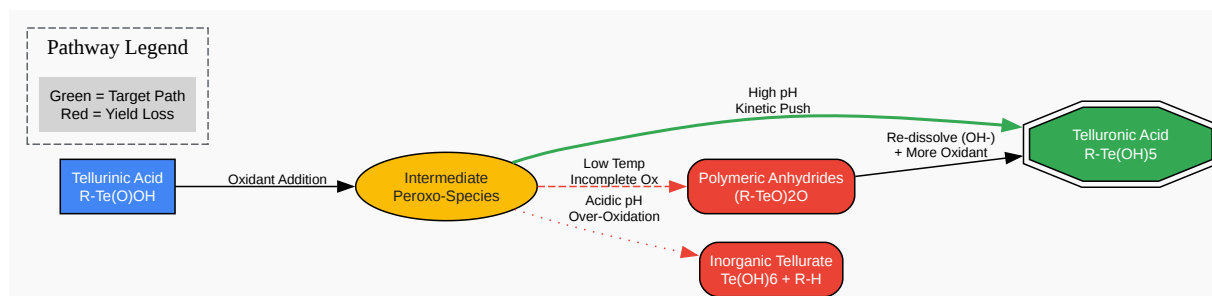 Pathway Legend
Green = Target Path
Red = Yield Loss
Tellurinic Acid
R-Te(O)OH
Oxidant Addition
Intermediate
Peroxo-Species
High pH
Kinetic Push
Low Temp
Incomplete Ox
Acidic pH
Over-Oxidation
Polymeric Anhydrides
(R-TeO)2O
Inorganic Tellurate
Te(OH)6 + R-H
Re-dissolve (OH-)
+ More Oxidant
Telluronic Acid
R-Te(OH)5